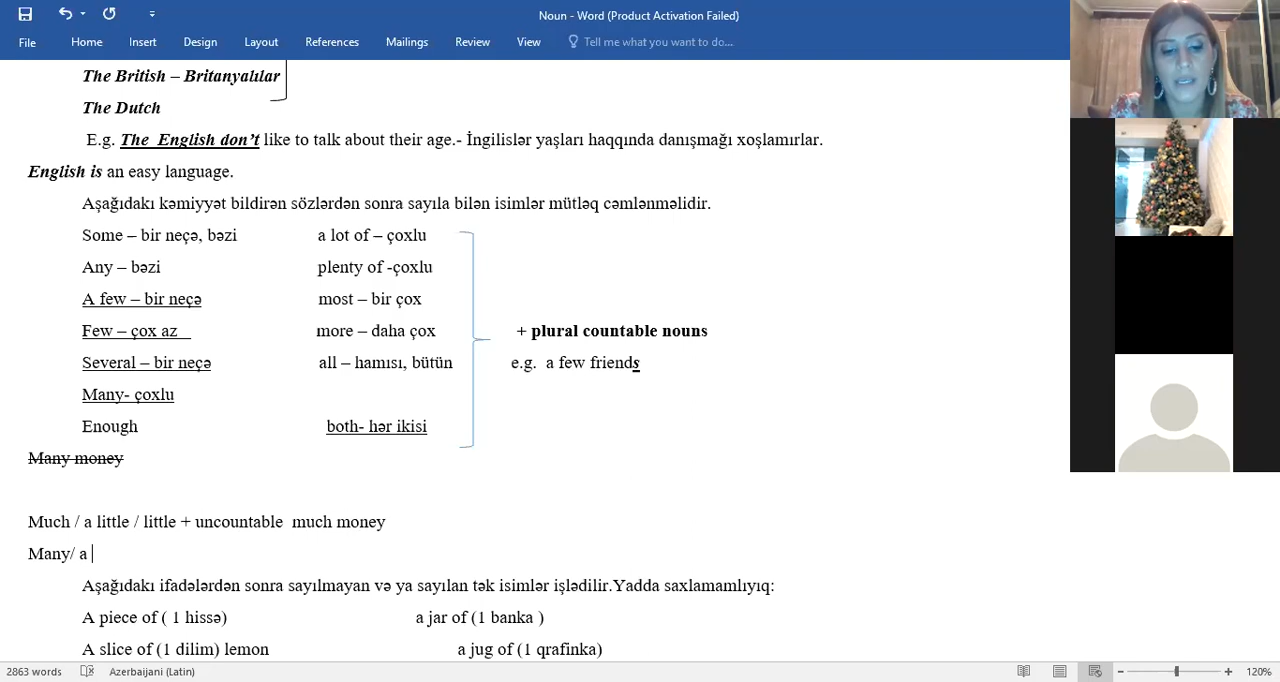 Noun - Word (Product Activation Failed)
File Home Insert Design Layout References Mailings Review View Tell me what you want to do...
The British – Britanyalılar
The Dutch
E.g. The English don’t like to talk about their age.- İngilislər yaşları haqqında danışmağı xoşlamırlar.
English is an easy language.
Aşağıdakı kəmiyyət bildirən sözlərdən sonra sayıla bilən isimlər mütləq cəmlənməlidir.
Some – bir neçə, bəzi a lot of – çoxlu
Any – bəzi plenty of -çoxlu
A few – bir neçə most – bir çox
Few – çox az more – daha çox + plural countable nouns
Several – bir neçə all – hamısı, bütün e.g. a few friends
Many- çoxlu
Enough both- hər ikisi
Many money
Much / a little / little + uncountable much money
Many/ a
Aşağıdakı ifadələrdən sonra sayılmayan və ya sayılan tək isimlər işlədilir.Yadda saxlamamlıyıq:
A piece of ( 1 hissə) a jar of (1 banka )
A slice of (1 dilim) lemon a jug of (1 qrafinka)
2863 words Azerbaijani (Latin) 120%